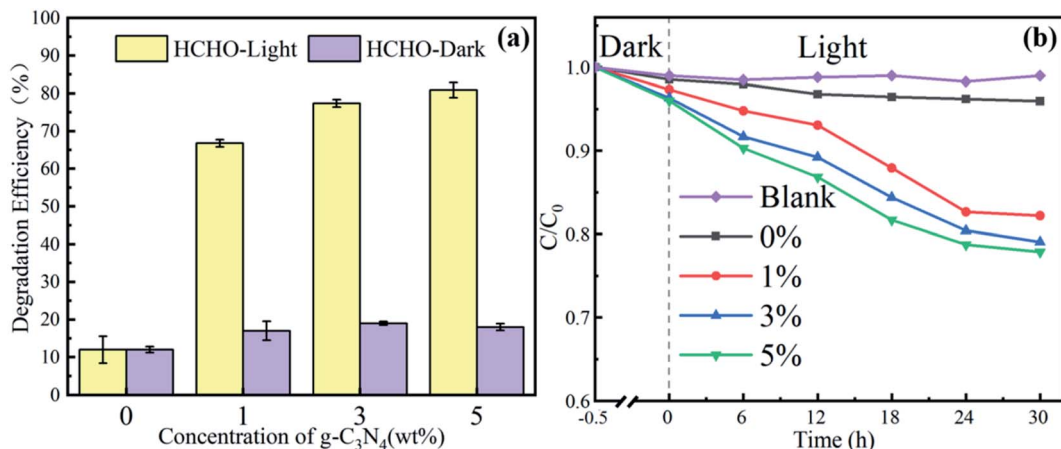 (a)
HCHO-Light HCHO-Dark
Degradation Efficiency (%)
100
90
80
70
60
50
40
30
20
10
0
0 1 3 5
Concentration of g-C3N4(wt%)
(b)
Dark Light
C/C0
1.0
0.9
0.8
0.7
0.6
Blank
0%
1%
3%
5%
-0.5 0 6 12 18 24 30
Time (h)